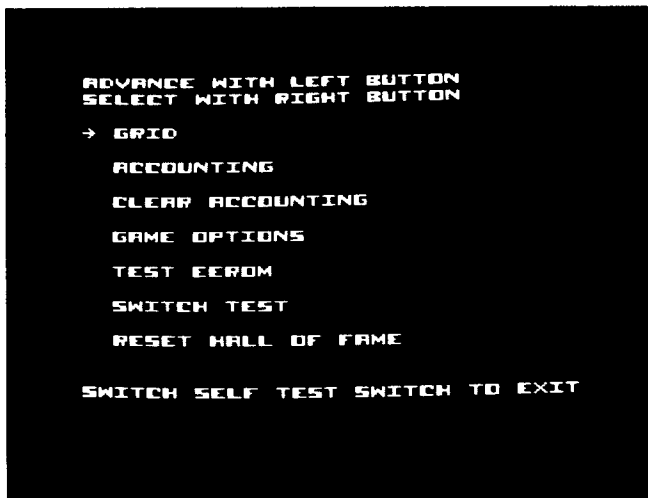 ADVANCE WITH LEFT BUTTON
SELECT WITH RIGHT BUTTON
→ GRID
ACCOUNTING
CLEAR ACCOUNTING
GAME OPTIONS
TEST EEROM
SWITCH TEST
RESET HALL OF FAME
SWITCH SELF TEST SWITCH TO EXIT